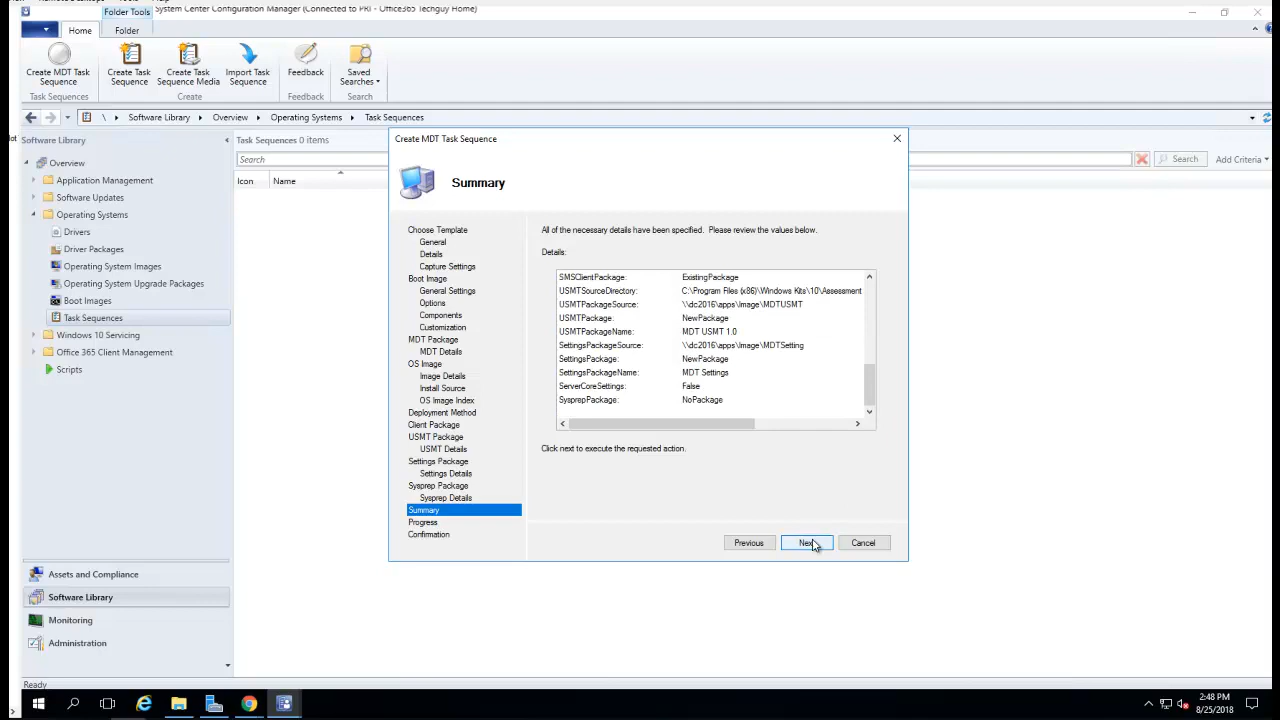 Folder Tools System Center Configuration Manager (Connected to PRI - Office365 Techguy Home)
Home Folder
Create MDT Task Sequence
Create Task Sequence
Create Task Sequence Media
Import Task Sequence
Feedback
Saved Searches
Task Sequences Create Feedback Search
\ Software Library Overview Operating Systems Task Sequences
Software Library
Overview
Application Management
Software Updates
Operating Systems
Drivers
Driver Packages
Operating System Images
Operating System Upgrade Packages
Boot Images
Task Sequences
Windows 10 Servicing
Office 365 Client Management
Scripts
Assets and Compliance
Software Library
Monitoring
Administration
Task Sequences 0 items
Search Search Add Criteria
Icon Name
Create MDT Task Sequence
Summary
Choose Template
General
Details
Capture Settings
Boot Image
General Settings
Options
Components
Customization
MDT Package
MDT Details
OS Image
Image Details
Install Source
OS Image Index
Deployment Method
Client Package
USMT Package
USMT Details
Settings Package
Settings Details
Sysprep Package
Sysprep Details
Summary
Progress
Confirmation
All of the necessary details have been specified. Please review the values below.
Details:
SMSClientPackage: ExistingPackage
USMTSourceDirectory: C:\Program Files (x86)\Windows Kits\10\Assessment
USMTPackageSource: \\dc2016\apps\Image\MDTUSMT
USMTPackage: NewPackage
USMTPackageName: MDT USMT 1.0
SettingsPackageSource: \\dc2016\apps\Image\MDTSetting
SettingsPackage: NewPackage
SettingsPackageName: MDT Settings
ServerCoreSettings: False
SysprepPackage: NoPackage
Click next to execute the requested action.
Previous Next Cancel
Ready
2:48 PM
8/25/2018